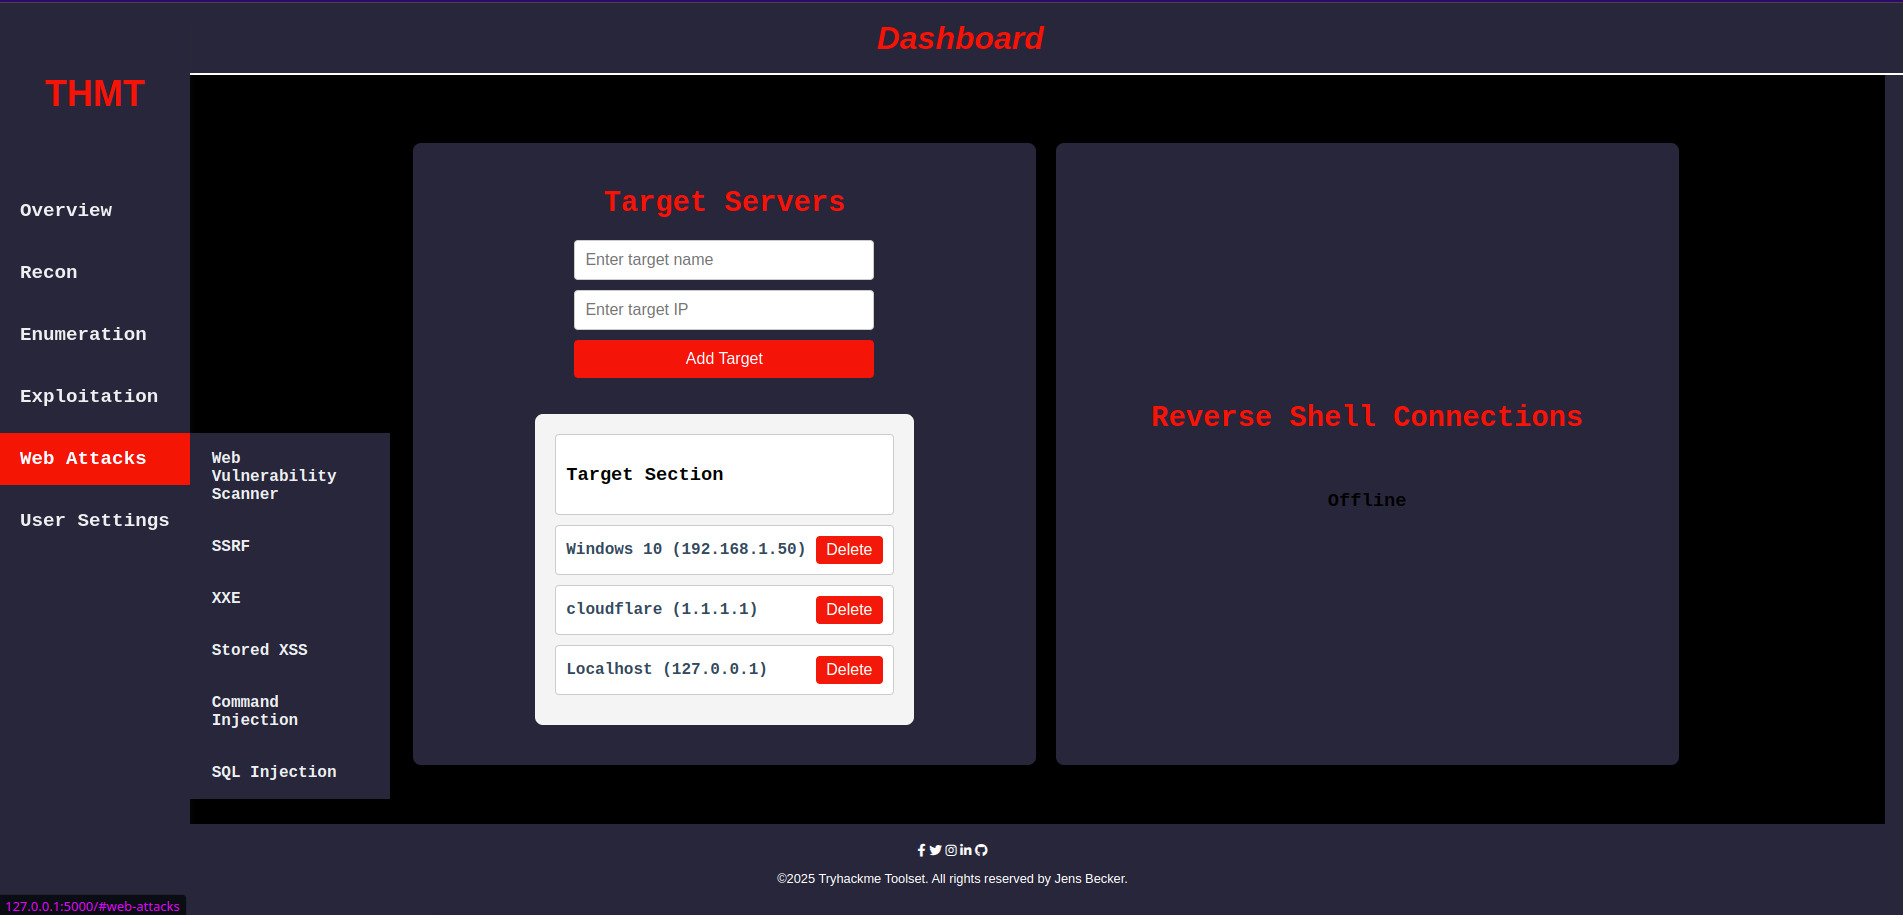 Dashboard
THMT
Overview
Recon
Enumeration
Exploitation
Web Attacks
User Settings
Web
Vulnerability
Scanner
SSRF
XXE
Stored XSS
Command
Injection
SQL Injection
Target Servers
Enter target name
Enter target IP
Add Target
Target Section
Windows 10 (192.168.1.50) Delete
cloudflare (1.1.1.1) Delete
Localhost (127.0.0.1) Delete
Reverse Shell Connections
Offline
©2025 Tryhackme Toolset. All rights reserved by Jens Becker.
127.0.0.1:5000/#web-attacks